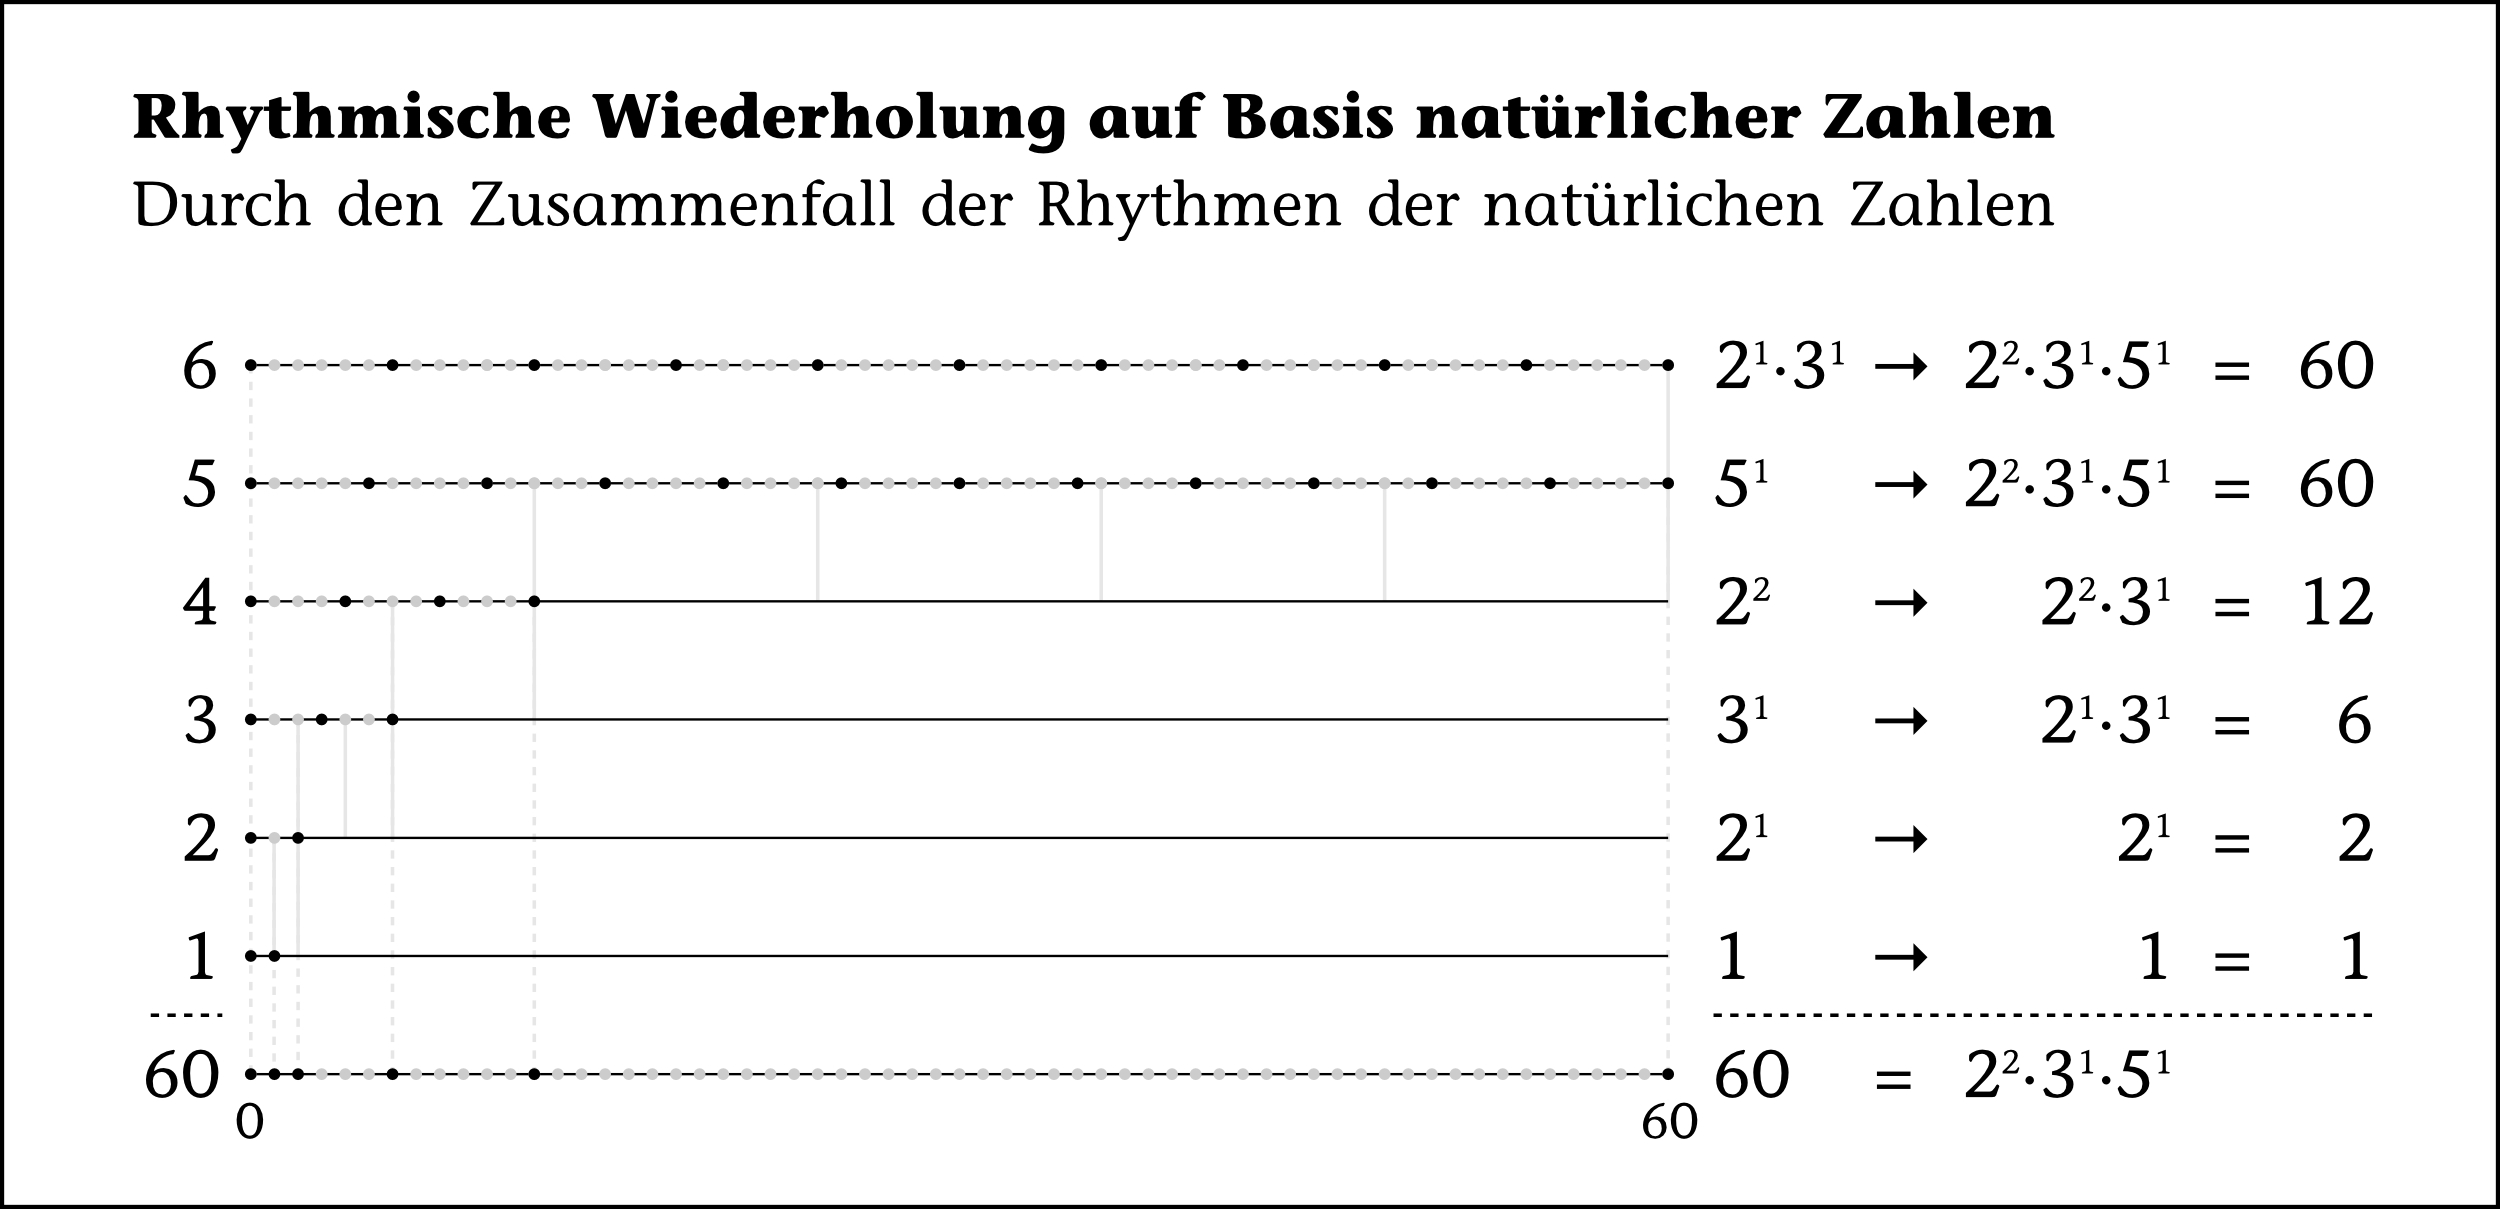 Rhythmische Wiederholung auf Basis natürlicher Zahlen
Durch den Zusammenfall der Rhythmen der natürlichen Zahlen
6 2¹·3¹ → 2²·3¹·5¹ = 60
5 5¹ → 2²·3¹·5¹ = 60
4 2² → 2²·3¹ = 12
3 3¹ → 2¹·3¹ = 6
2 2¹ → 2¹ = 2
1 1 → 1 = 1
60 60 = 2²·3¹·5¹
0 60